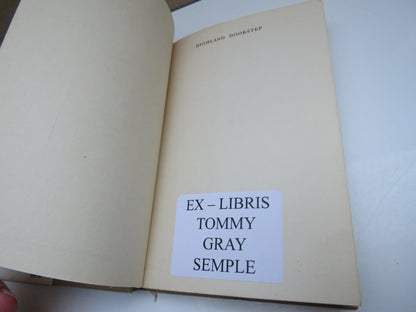 HIGHLAND DOORSTEP
EX – LIBRIS
TOMMY
GRAY
SEMPLE